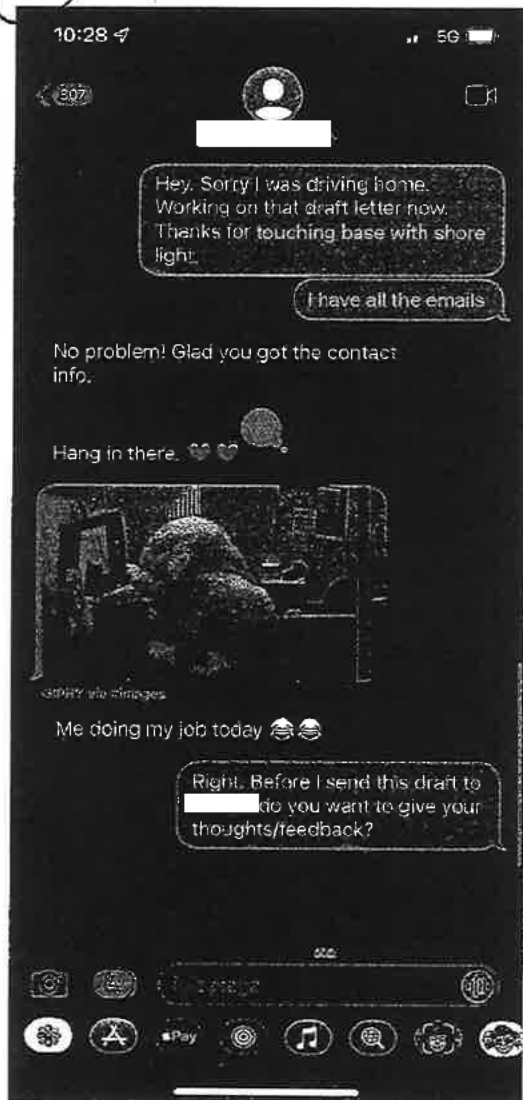 10:28
5G
307
Hey. Sorry I was driving home.
Working on that draft letter now.
Thanks for touching base with shore
light.
I have all the emails
No problem! Glad you got the contact
info.
Hang in there.
GIPHY via #images
Me doing my job today 😂😂
Right. Before I send this draft to
do you want to give your
thoughts/feedback?
Pay